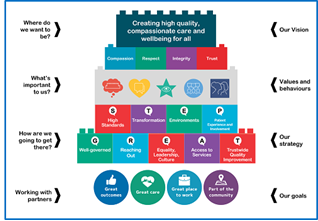 Where do
we want to
be?
Creating high quality,
compassionate care and
wellbeing for all
Our Vision
Compassion
Respect
Integrity
Trust
What's
important
to us?
Values and
behaviours
S
T
E
P
High
Standards
Transformation
Environments
Patient
Experience and
Involvement
How are we
going to get
there?
G
R
E
A
T
Well-governed
Reaching
Out
Equality,
Leadership,
Culture
Access to
Services
Trustwide
Quality
Improvement
Our
strategy
Working with
partners
Great
outcomes
Great care
Great place
to work
Part of the
community
Our goals